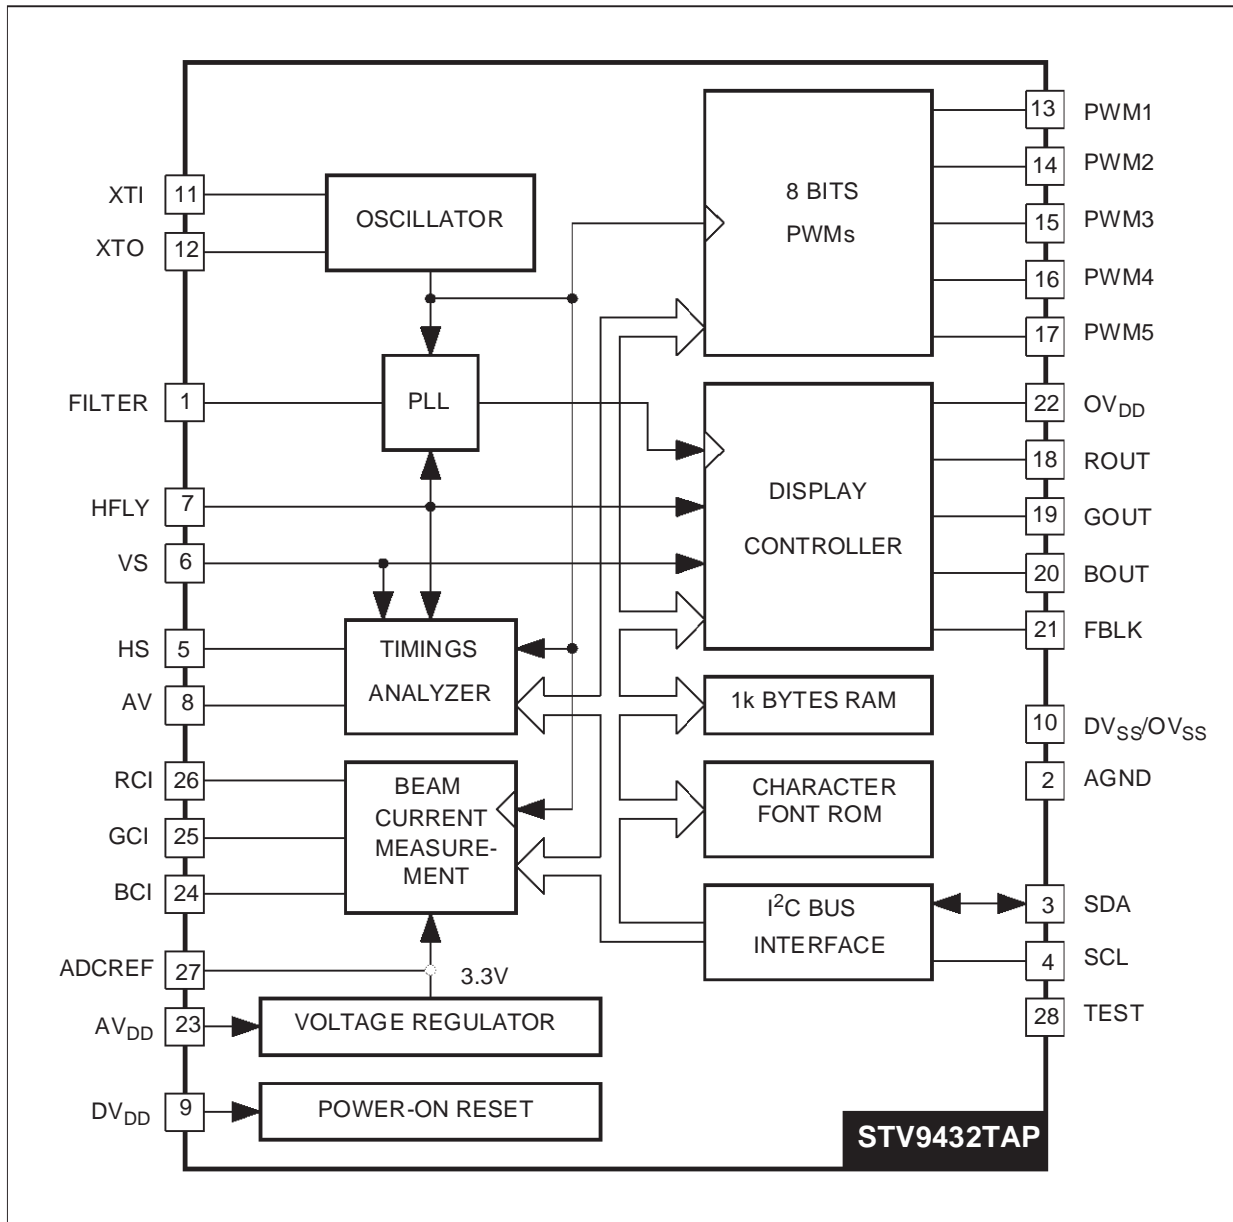 XTI 11
XTO 12
OSCILLATOR
FILTER 1
PLL
HFLY 7
VS 6
HS 5
AV 8
TIMINGS
ANALYZER
RCI 26
GCI 25
BCI 24
BEAM
CURRENT
MEASURE-
MENT
ADCREF 27
3.3V
AVDD 23
VOLTAGE REGULATOR
DVDD 9
POWER-ON RESET
8 BITS
PWMs
13 PWM1
14 PWM2
15 PWM3
16 PWM4
17 PWM5
DISPLAY
CONTROLLER
22 OVDD
18 ROUT
19 GOUT
20 BOUT
21 FBLK
1k BYTES RAM
10 DVSS/OVSS
2 AGND
CHARACTER
FONT ROM
I2C BUS
INTERFACE
3 SDA
4 SCL
28 TEST
STV9432TAP